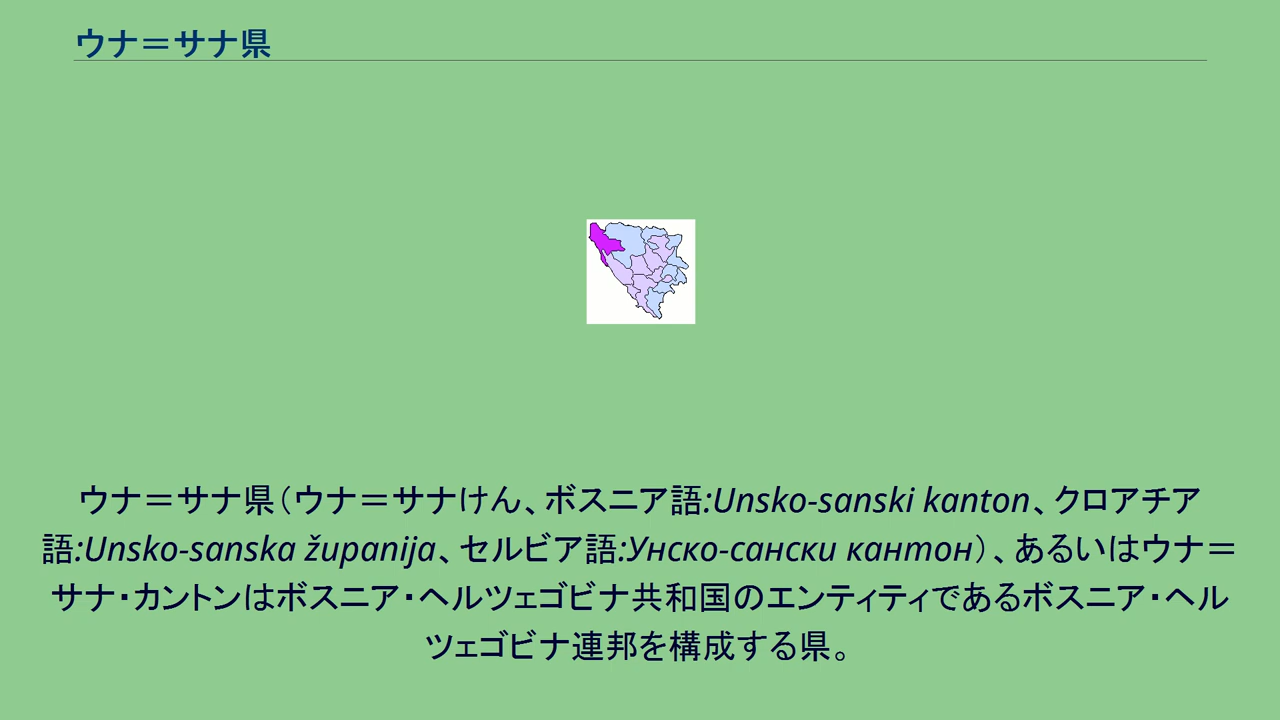 ウナ＝サナ県
ウナ＝サナ県（ウナ＝サナけん、ボスニア語:Unsko-sanski kanton、クロアチア
語:Unsko-sanska županija、セルビア語:Унско-сански кантон）、あるいはウナ＝
サナ・カントンはボスニア・ヘルツェゴビナ共和国のエンティティであるボスニア・ヘル
ツェゴビナ連邦を構成する県。